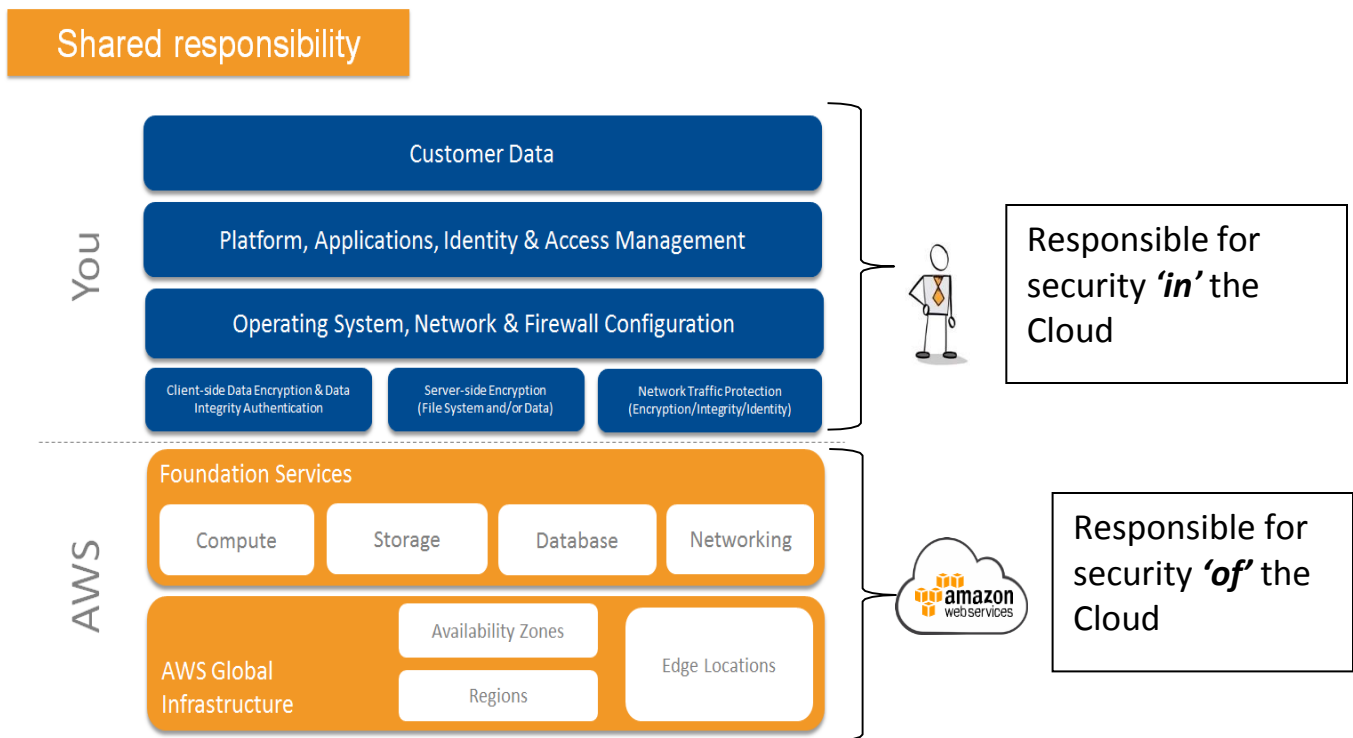 Shared responsibility
You
Customer Data
Platform, Applications, Identity & Access Management
Operating System, Network & Firewall Configuration
Client-side Data Encryption & Data
Integrity Authentication
Server-side Encryption
(File System and/or Data)
Network Traffic Protection
(Encryption/Integrity/Identity)
Responsible for
security ‘in’ the
Cloud
AWS
Foundation Services
Compute
Storage
Database
Networking
AWS Global
Infrastructure
Availability Zones
Regions
Edge Locations
amazon
webservices
Responsible for
security ‘of’ the
Cloud